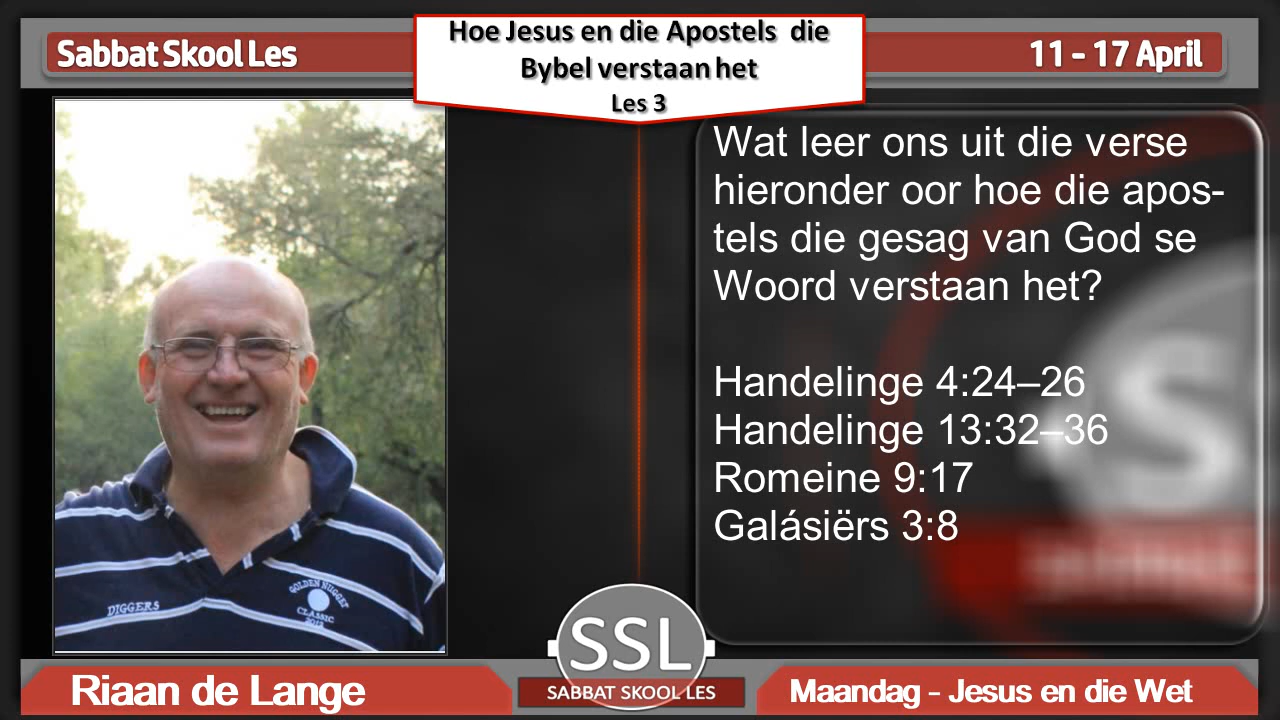 Sabbat Skool Les
Hoe Jesus en die Apostels die
Bybel verstaan het
Les 3
11 - 17 April
Wat leer ons uit die verse
hieronder oor hoe die apos-
tels die gesag van God se
Woord verstaan het?
Handelinge 4:24–26
Handelinge 13:32–36
Romeine 9:17
Galásiërs 3:8
DIGGERS
GOLDEN NUGGET
CLASSIC
SSL
SABBAT SKOOL LES
Riaan de Lange
Maandag - Jesus en die Wet